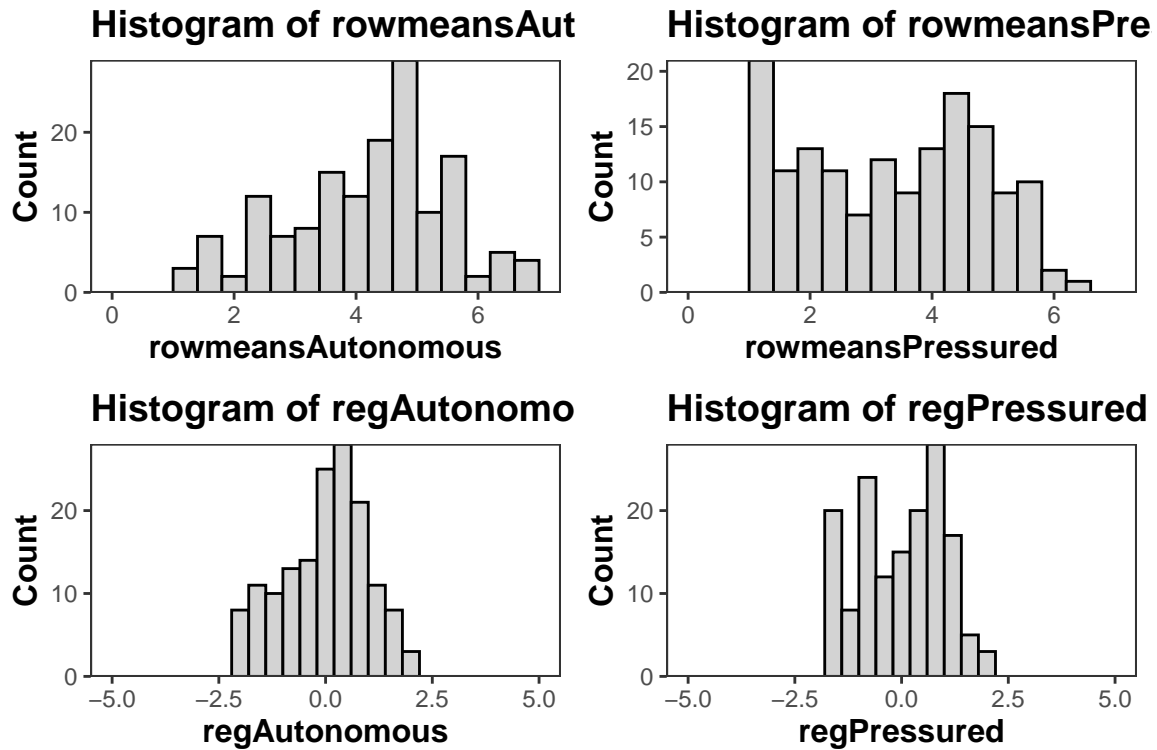 Histogram of rowmeansAut
Count
20
10
0
0 2 4 6
rowmeansAutonomous
Histogram of rowmeansPre
Count
20
15
10
5
0
0 2 4 6
rowmeansPressured
Histogram of regAutonomo
Count
20
10
0
−5.0 −2.5 0.0 2.5 5.0
regAutonomous
Histogram of regPressured
Count
20
10
0
−5.0 −2.5 0.0 2.5 5.0
regPressured